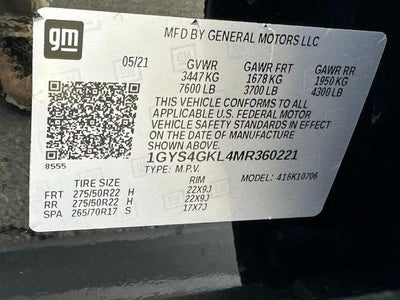 gm
MFD BY GENERAL MOTORS LLC
05/21 GVWR GAWR FRT GAWR RR
3447 KG 1678 KG 1950 KG
7600 LB 3700 LB 4300 LB
THIS VEHICLE CONFORMS TO ALL
APPLICABLE U.S. FEDERAL MOTOR
VEHICLE SAFETY STANDARDS IN EFFECT
ON THE DATE OF MANUFACTURE
SHOWN ABOVE.
8555
1GYS4GKL4MR360221
TYPE: M.P.V. MODEL: 416K10706
TIRE SIZE RIM
FRT 275/50R22 H 22X9J
RR 275/50R22 H 22X9J
SPA 265/70R17 S 17X7J